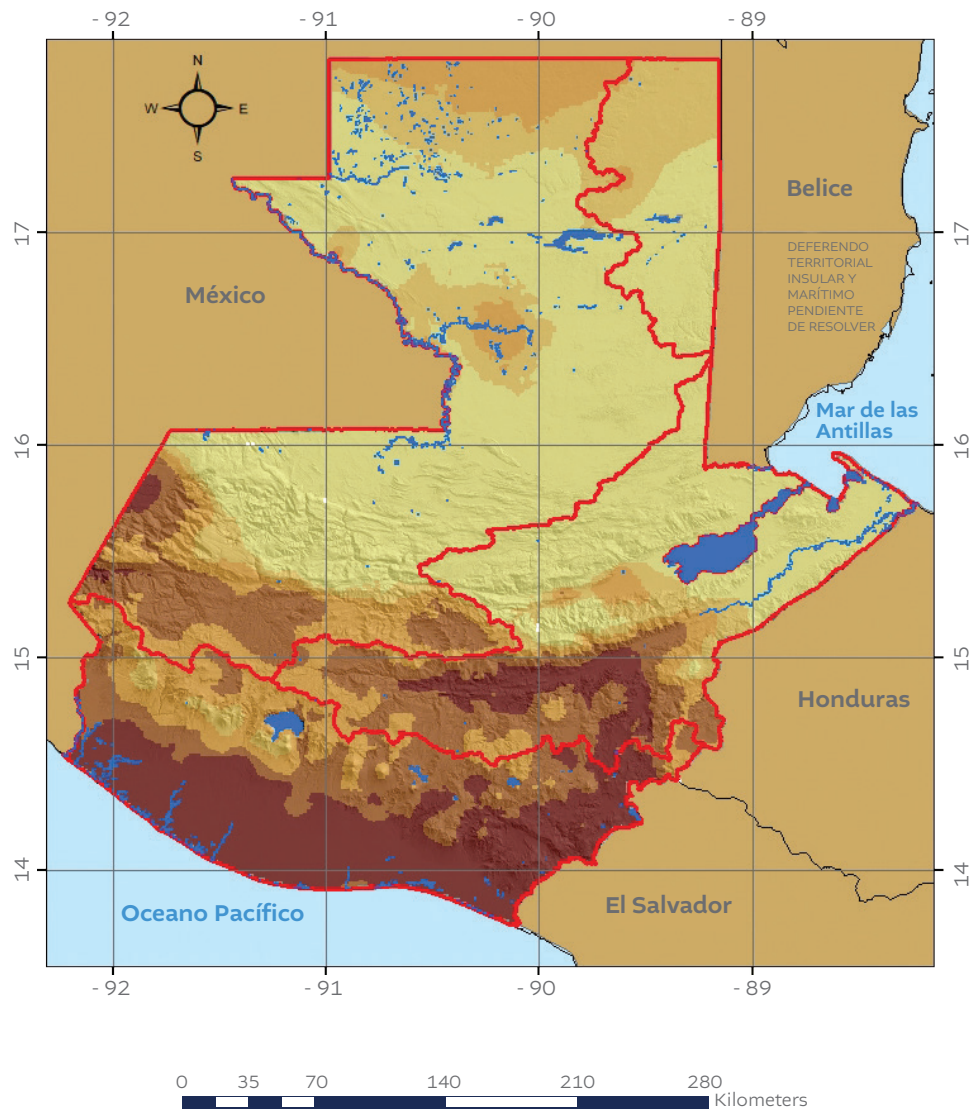 - 92
- 91
- 90
- 89
N
W
E
S
17
17
Belice
DEFERENDO
TERRITORIAL
INSULAR Y
MARÍTIMO
PENDIENTE
DE RESOLVER
México
Mar de las
Antillas
16
16
15
15
Honduras
14
14
Oceano Pacífico
El Salvador
- 92
- 91
- 90
- 89
0
35
70
140
210
280
Kilometers